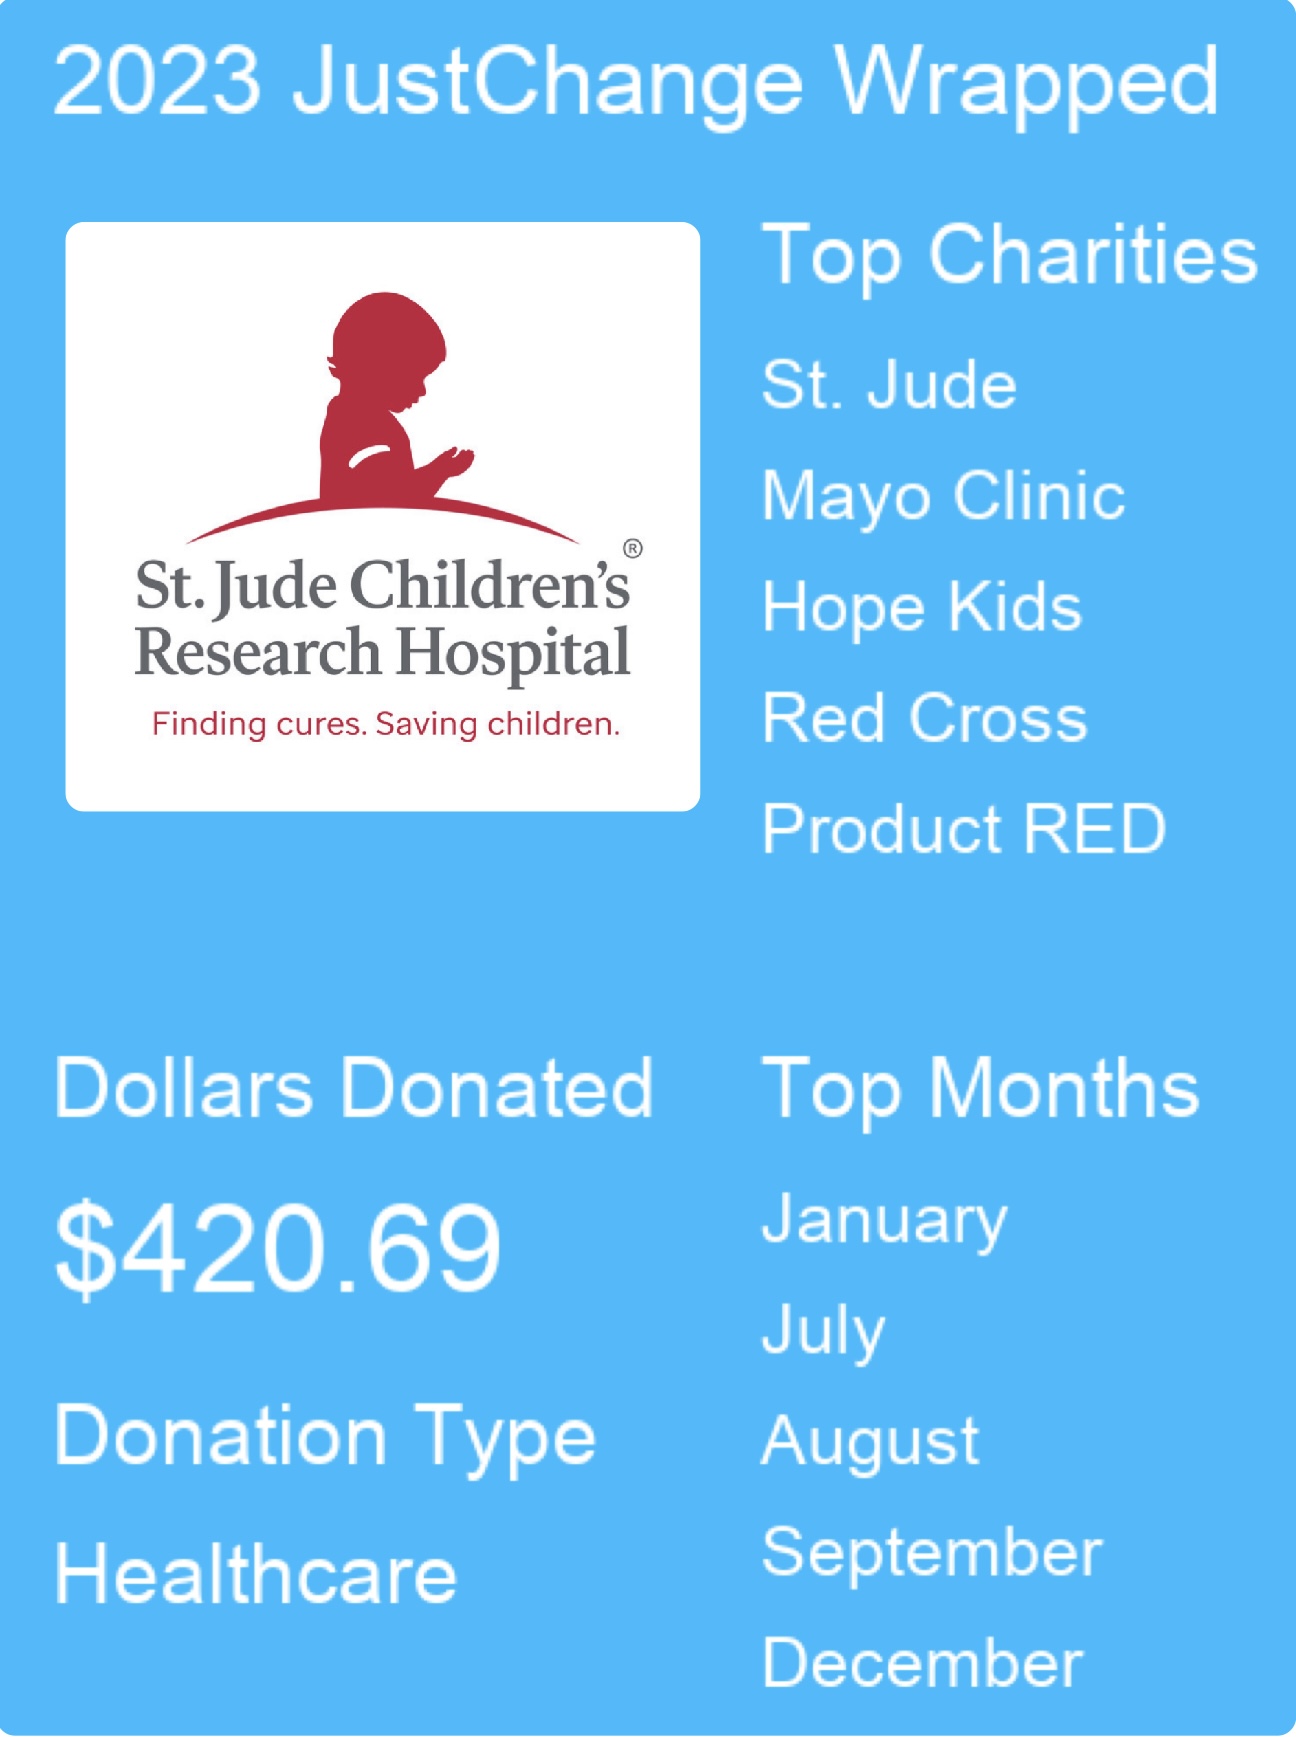 2023 JustChange Wrapped
St. Jude Children's®
Research Hospital
Finding cures. Saving children.
Top Charities
St. Jude
Mayo Clinic
Hope Kids
Red Cross
Product RED
Dollars Donated
$420.69
Donation Type
Healthcare
Top Months
January
July
August
September
December